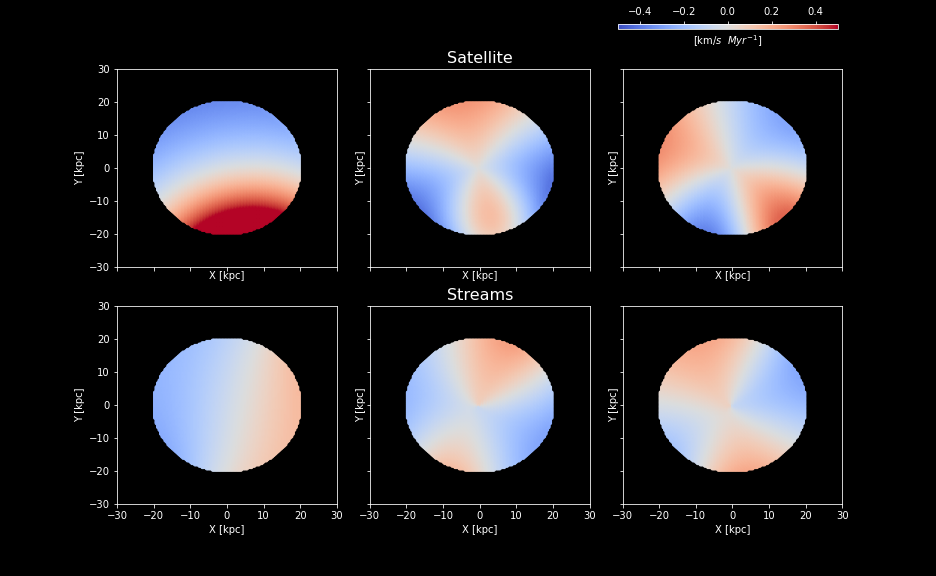 −0.4 −0.2 0.0 0.2 0.4
[km/s Myr⁻¹]
Satellite
30
20
10
0
−10
−20
−30
Y [kpc]
X [kpc]
Y [kpc]
X [kpc]
Y [kpc]
X [kpc]
Streams
30
20
10
0
−10
−20
−30
Y [kpc]
−30 −20 −10 0 10 20 30
X [kpc]
Y [kpc]
−30 −20 −10 0 10 20 30
X [kpc]
Y [kpc]
−30 −20 −10 0 10 20 30
X [kpc]